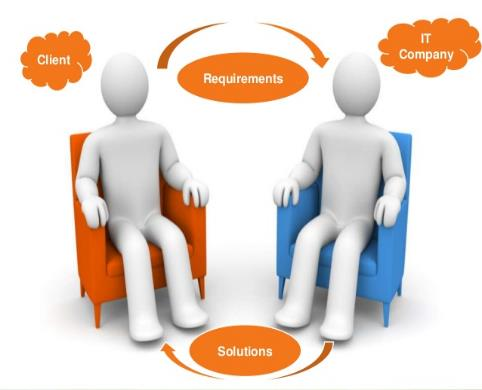 Client
IT
Company
Requirements
Solutions